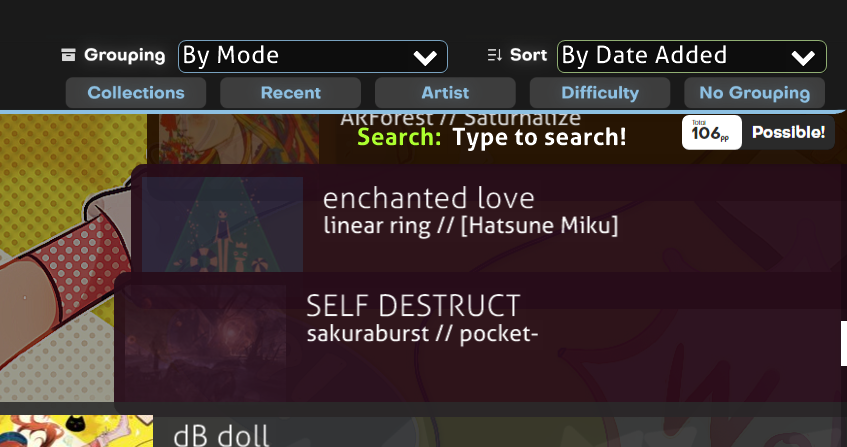 Grouping By Mode Sort By Date Added
Collections Recent Artist Difficulty No Grouping
ARForest // Saturnalize
Search: Type to search!
Total
106pp Possible!
enchanted love
linear ring // [Hatsune Miku]
SELF DESTRUCT
sakuraburst // pocket-
dB doll